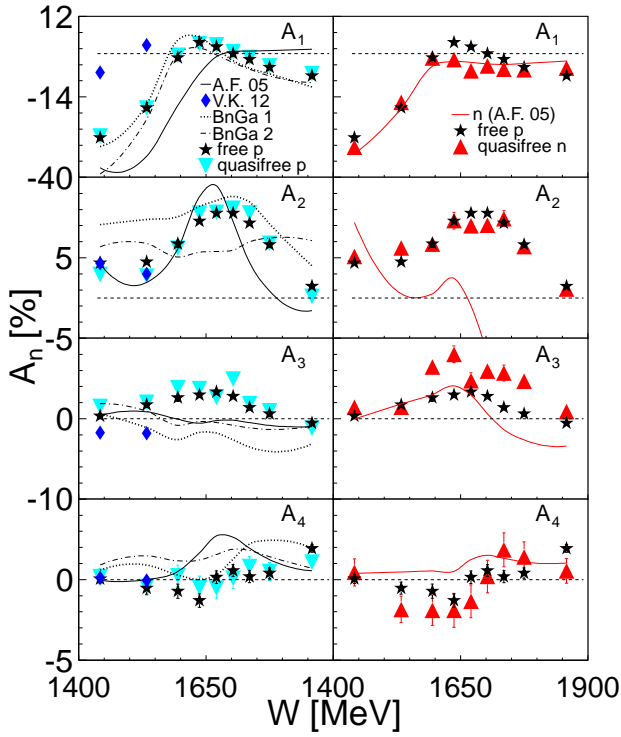 12
A1
A1
-14
A.F. 05
V.K. 12
BnGa 1
BnGa 2
free p
quasifree p
n (A.F. 05)
free p
quasifree n
-40
A2
A2
5
An [%]
-5
A3
A3
0
-10
A4
A4
0
-5
1400
1650
1400
1650
1900
W [MeV]